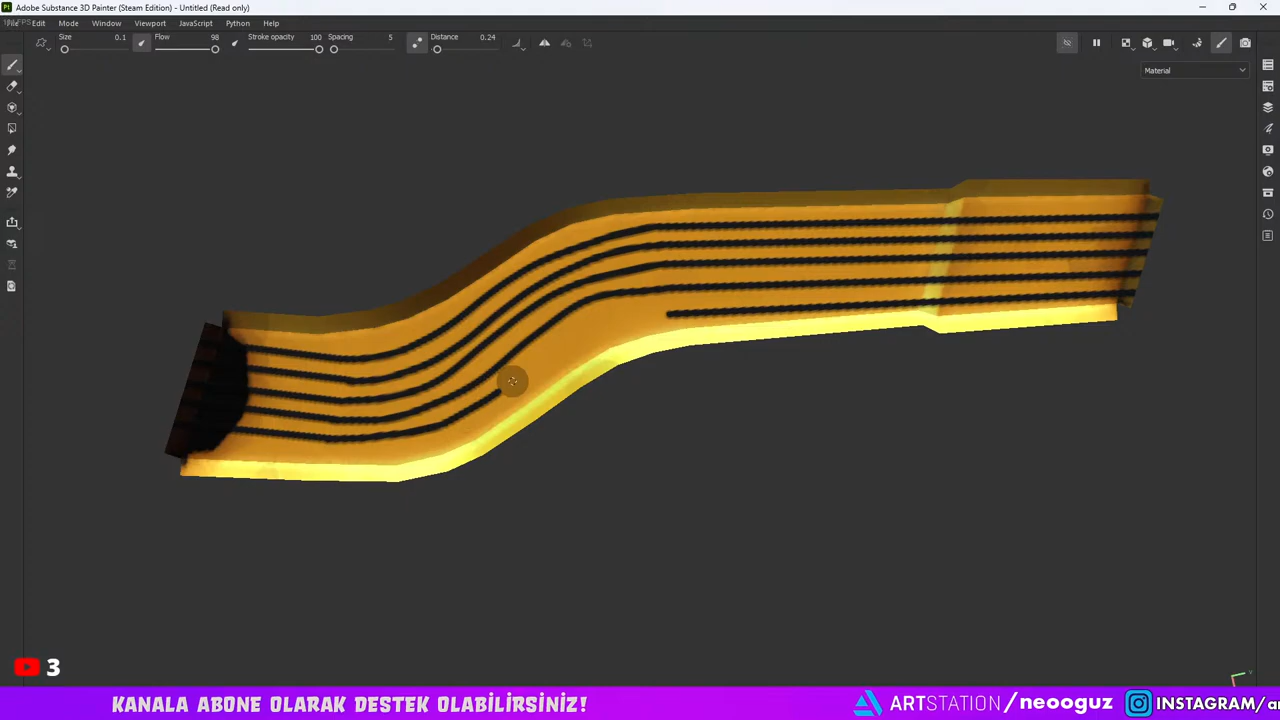 Adobe Substance 3D Painter (Steam Edition) - Untitled (Read only)
Edit Mode Window Viewport JavaScript Python Help
Size 0.1 Flow 98 Stroke opacity 100 Spacing 5 Distance 0.24
Material
3
KANALA ABONE OLARAK DESTEK OLABİLİRSİNİZ!
ARTSTATION/neooguz
INSTAGRAM/ar